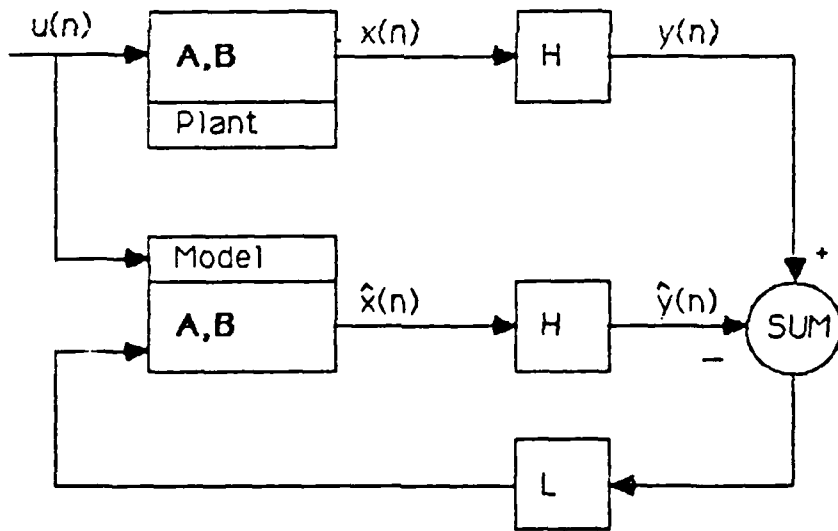 u(n)
A,B
Plant
x(n)
H
y(n)
+
Model
A,B
x̂(n)
H
ŷ(n)
−
SUM
L